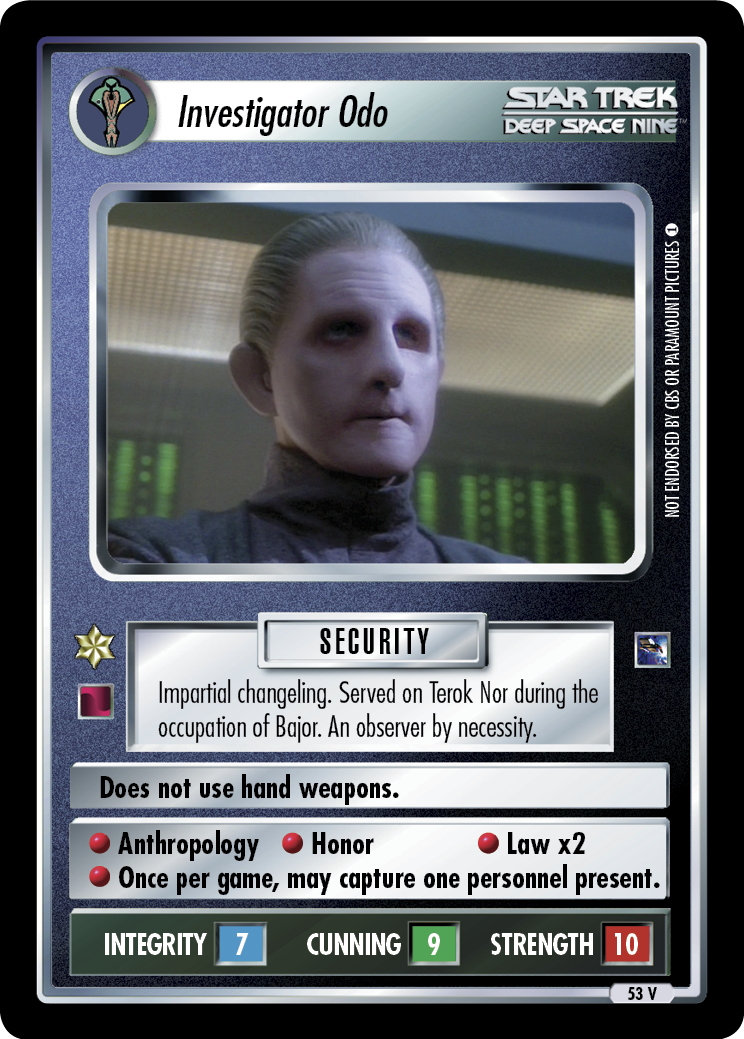 Investigator Odo
STAR TREK
DEEP SPACE NINE™
NOT ENDORSED BY CBS OR PARAMOUNT PICTURES 1
SECURITY
Impartial changeling. Served on Terok Nor during the
occupation of Bajor. An observer by necessity.
Does not use hand weapons.
Anthropology Honor Law x2
Once per game, may capture one personnel present.
INTEGRITY 7 CUNNING 9 STRENGTH 10
53 V